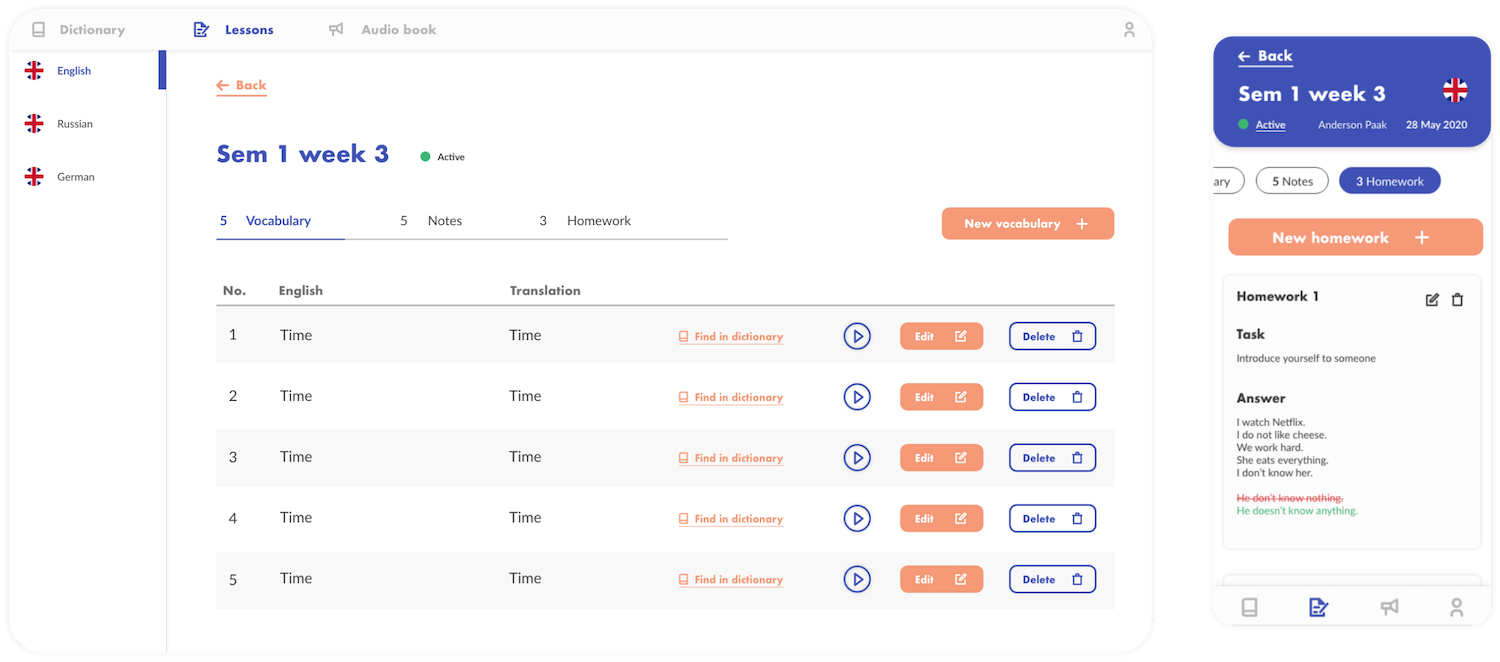 Dictionary Lessons Audio book
English
Russian
German
Back
Sem 1 week 3 Active
5 Vocabulary 5 Notes 3 Homework New vocabulary +
No. English Translation
1 Time Time Find in dictionary Edit Delete
2 Time Time Find in dictionary Edit Delete
3 Time Time Find in dictionary Edit Delete
4 Time Time Find in dictionary Edit Delete
5 Time Time Find in dictionary Edit Delete
Back
Sem 1 week 3
Active Anderson Paak 28 May 2020
ary 5 Notes 3 Homework
New homework +
Homework 1
Task
Introduce yourself to someone
Answer
I watch Netflix.
I do not like cheese.
We work hard.
She eats everything.
I don't know her.
He don't know nothing.
He doesn't know anything.